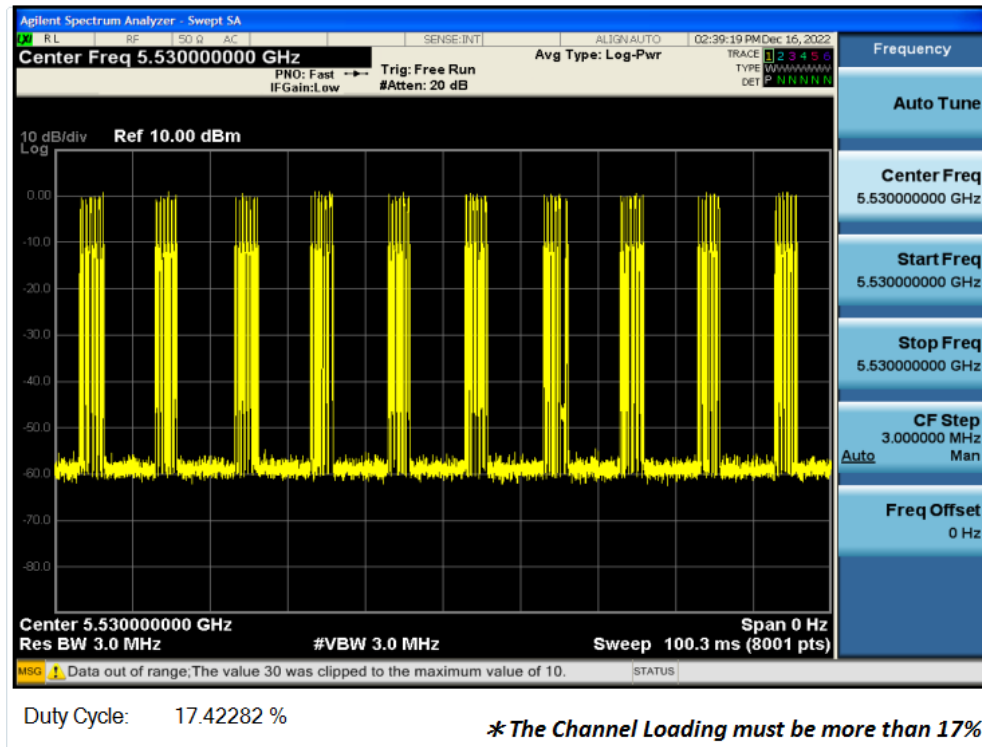 Agilent Spectrum Analyzer - Swept SA
LXI RL RF 50 Ω AC SENSE:INT ALIGN AUTO 02:39:19 PM Dec 16, 2022
Center Freq 5.530000000 GHz Avg Type: Log-Pwr TRACE 1 2 3 4 5 6
PNO: Fast Trig: Free Run TYPE WWWWWW
IFGain:Low #Atten: 20 dB DET P N N N N N
10 dB/div Ref 10.00 dBm
Log
0.00
-10.0
-20.0
-30.0
-40.0
-50.0
-60.0
-70.0
-80.0
Center 5.530000000 GHz Span 0 Hz
Res BW 3.0 MHz #VBW 3.0 MHz Sweep 100.3 ms (8001 pts)
MSG Data out of range;The value 30 was clipped to the maximum value of 10. STATUS
Frequency
Auto Tune
Center Freq
5.530000000 GHz
Start Freq
5.530000000 GHz
Stop Freq
5.530000000 GHz
CF Step
3.000000 MHz
Auto Man
Freq Offset
0 Hz
Duty Cycle: 17.42282 %
* The Channel Loading must be more than 17%